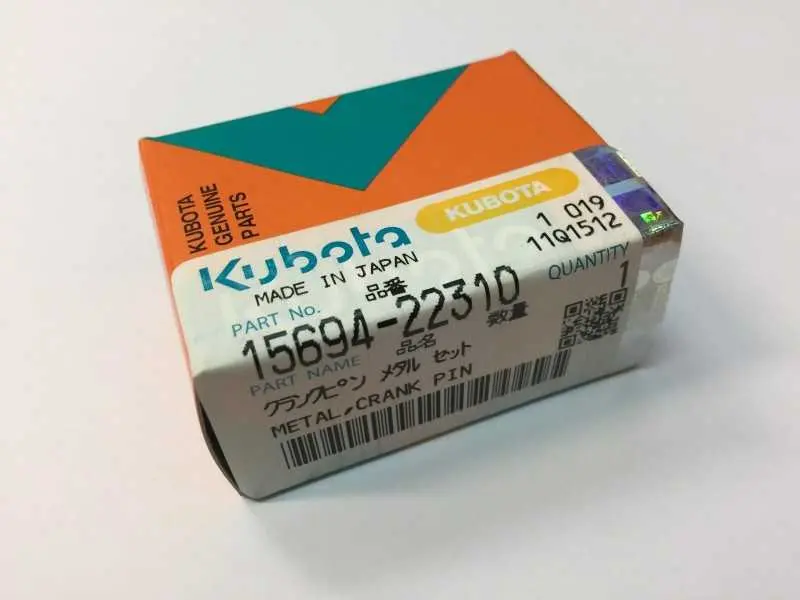 KUBOTA
GENUINE
PARTS
Kubota
KUBOTA
MADE IN JAPAN
1 019
11Q1512
PART No.
品番
15694-22310
数量
QUANTITY
1
PART NAME
品名
クランクピン メタル セット
METAL,CRANK PIN